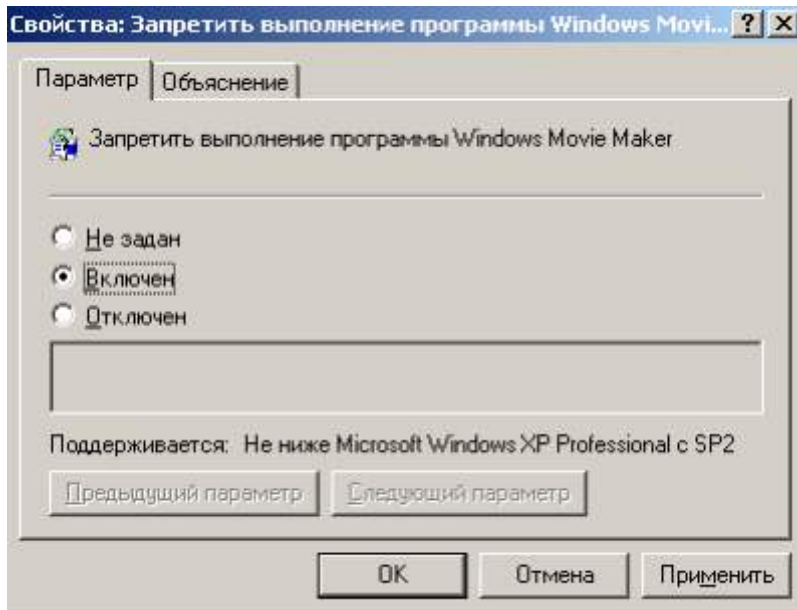 Свойства: Запретить выполнение программы Windows Movi... ? X
Параметр Объяснение
Запретить выполнение программы Windows Movie Maker
Не задан
Включен
Отключен
Поддерживается: Не ниже Microsoft Windows XP Professional с SP2
Предыдущий параметр Следующий параметр
OK Отмена Применить